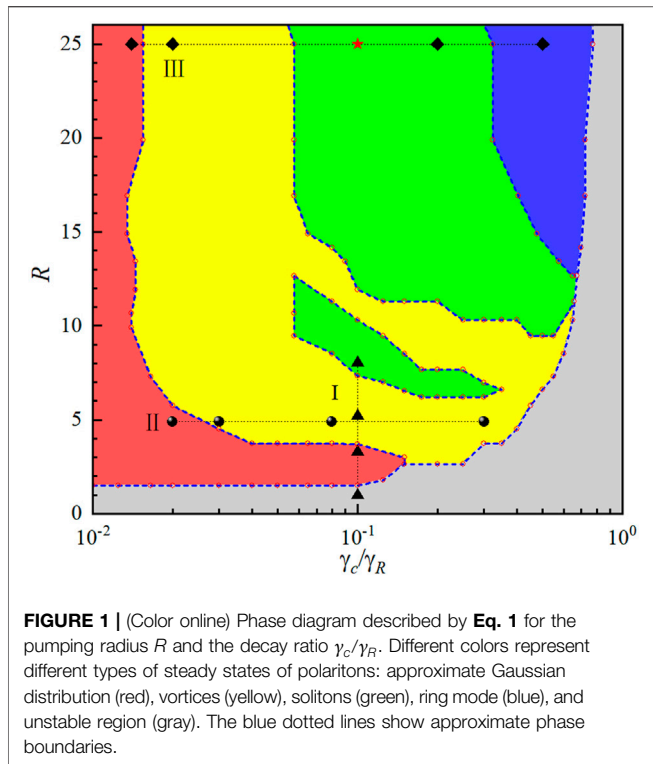 25
III
20
15
R
10
I
5
II
0
10⁻²
10⁻¹
10⁰
γc/γR
FIGURE 1 | (Color online) Phase diagram described by Eq. 1 for the
pumping radius R and the decay ratio γc/γR. Different colors represent
different types of steady states of polaritons: approximate Gaussian
distribution (red), vortices (yellow), solitons (green), ring mode (blue), and
unstable region (gray). The blue dotted lines show approximate phase
boundaries.